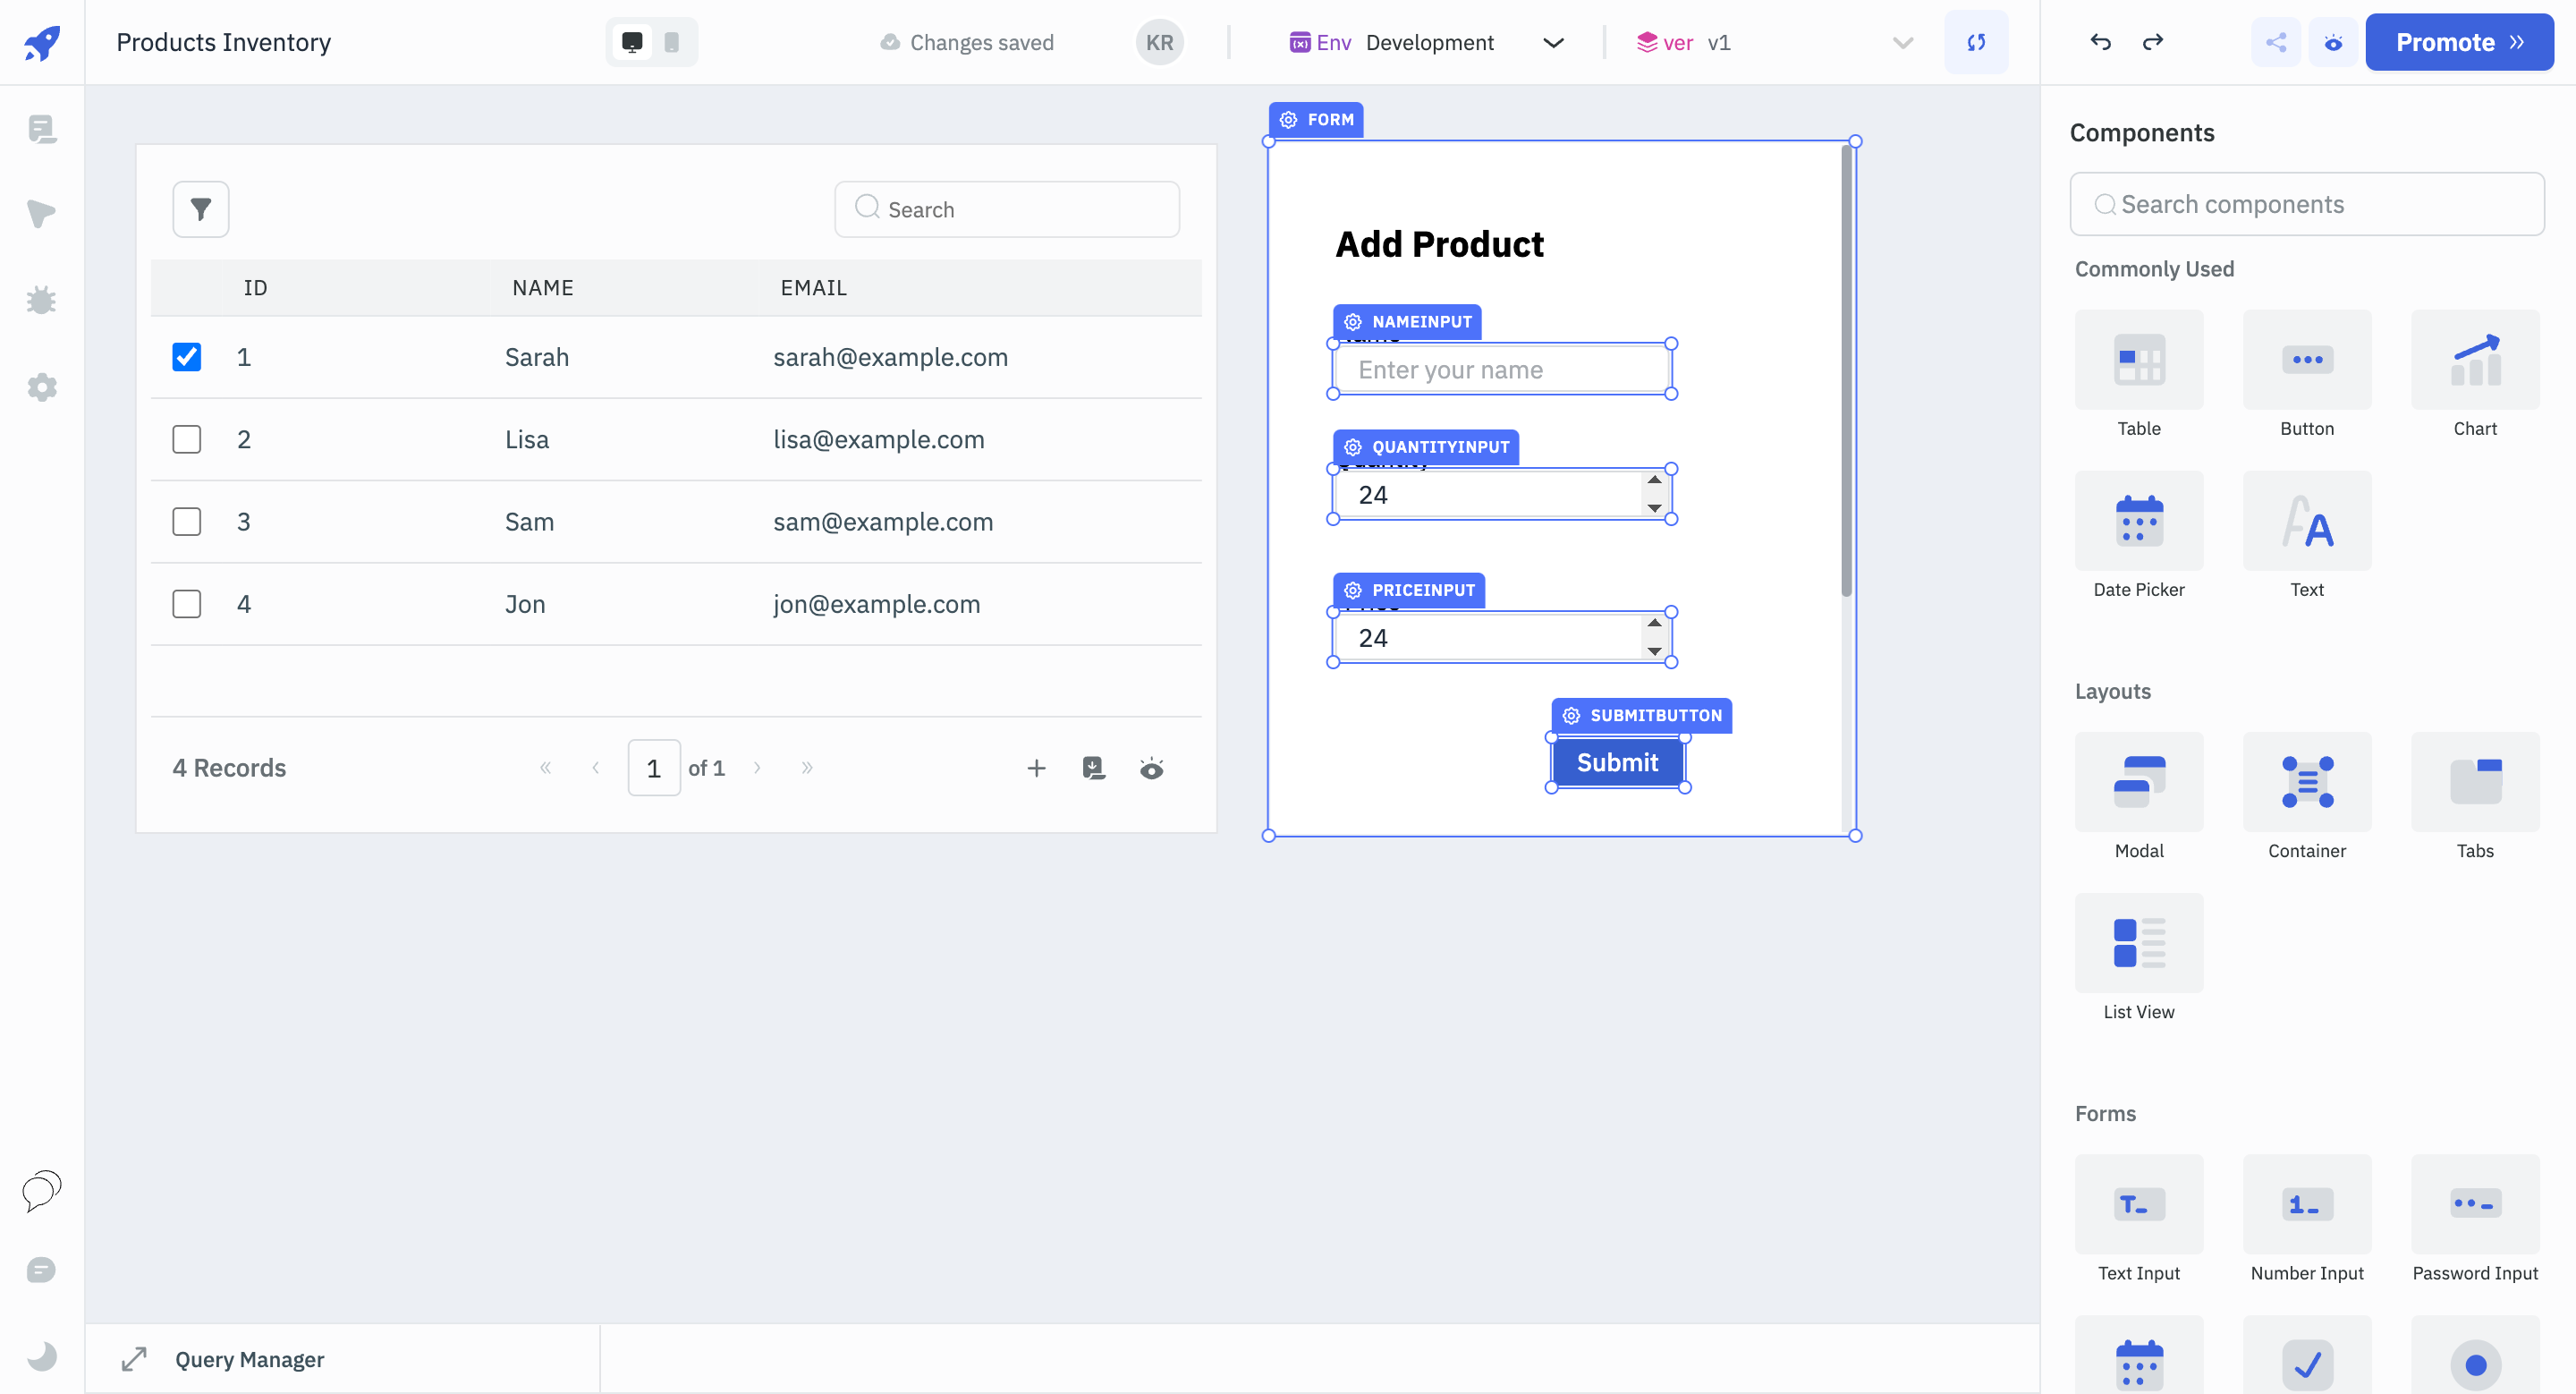 Products Inventory
Changes saved
KR
Env Development
ver v1
Promote
FORM
Search
ID NAME EMAIL
1 Sarah sarah@example.com
2 Lisa lisa@example.com
3 Sam sam@example.com
4 Jon jon@example.com
4 Records
1 of 1
Add Product
NAMEINPUT
Enter your name
QUANTITYINPUT
24
PRICEINPUT
24
SUBMITBUTTON
Submit
Components
Search components
Commonly Used
Table Button Chart
Date Picker Text
Layouts
Modal Container Tabs
List View
Forms
Text Input Number Input Password Input
Query Manager